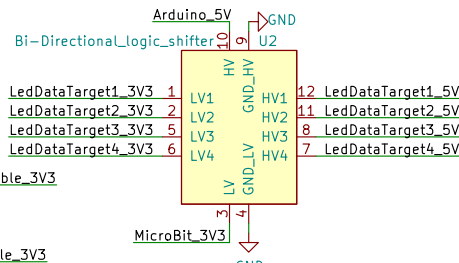 Arduino_5V
GND
Bi-Directional_logic_shifter
U2
10
9
HV
GND_HV
LedDataTarget1_3V3 1 LV1 HV1 12 LedDataTarget1_5V
LedDataTarget2_3V3 2 LV2 HV2 11 LedDataTarget2_5V
LedDataTarget3_3V3 5 LV3 HV3 8 LedDataTarget3_5V
LedDataTarget4_3V3 6 LV4 HV4 7 LedDataTarget4_5V
LV
GND_LV
ble_3V3
3
4
MicroBit_3V3
le_3V3